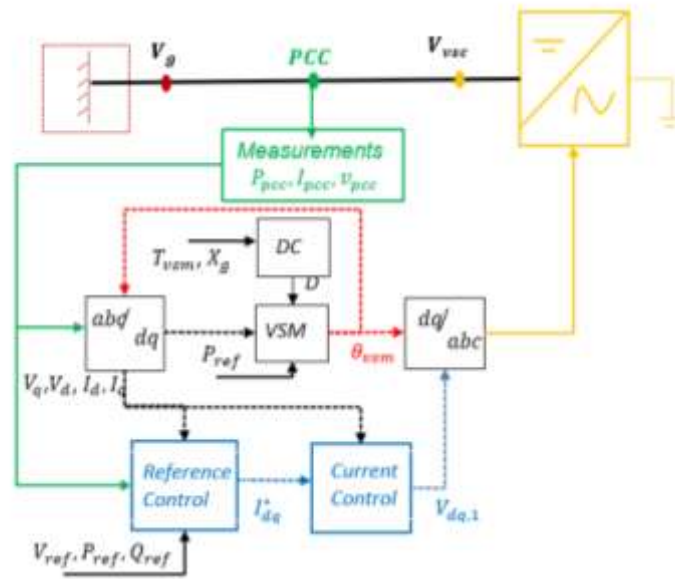 V_g PCC V_vsc
Measurements
P_pcc, I_pcc, v_pcc
DC
T_vsm, X_g
D
abc/
dq
VSM
dq/
abc
P_ref
θ_vsm
V_q, V_d, I_d, I_q
Reference
Control
Current
Control
I*_dq
V_dq,1
V_ref, P_ref, Q_ref